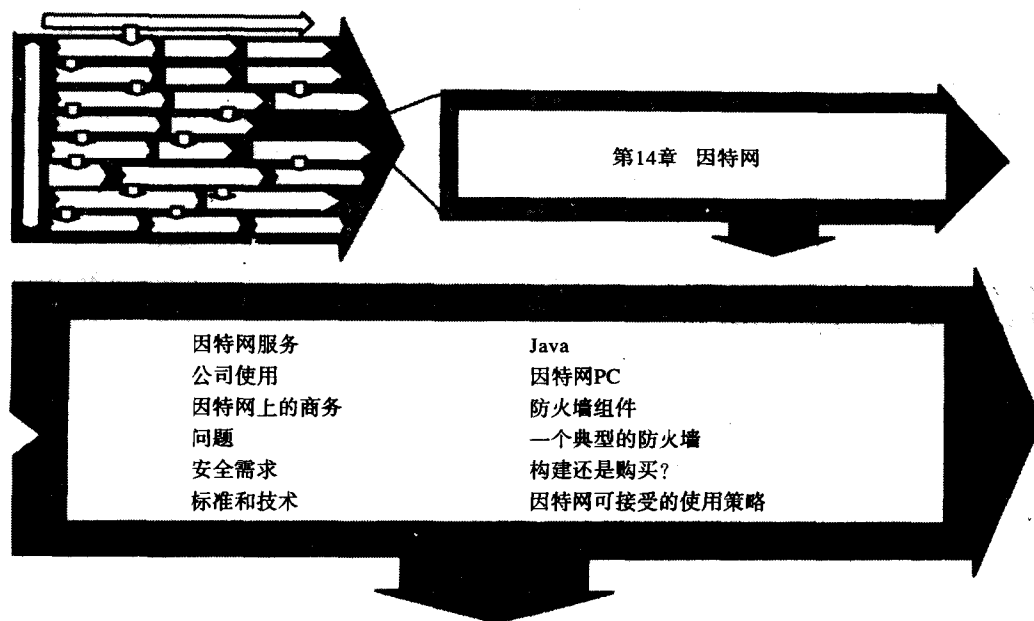 第14章 因特网
因特网服务
公司使用
因特网上的商务
问题
安全需求
标准和技术
Java
因特网PC
防火墙组件
一个典型的防火墙
构建还是购买?
因特网可接受的使用策略